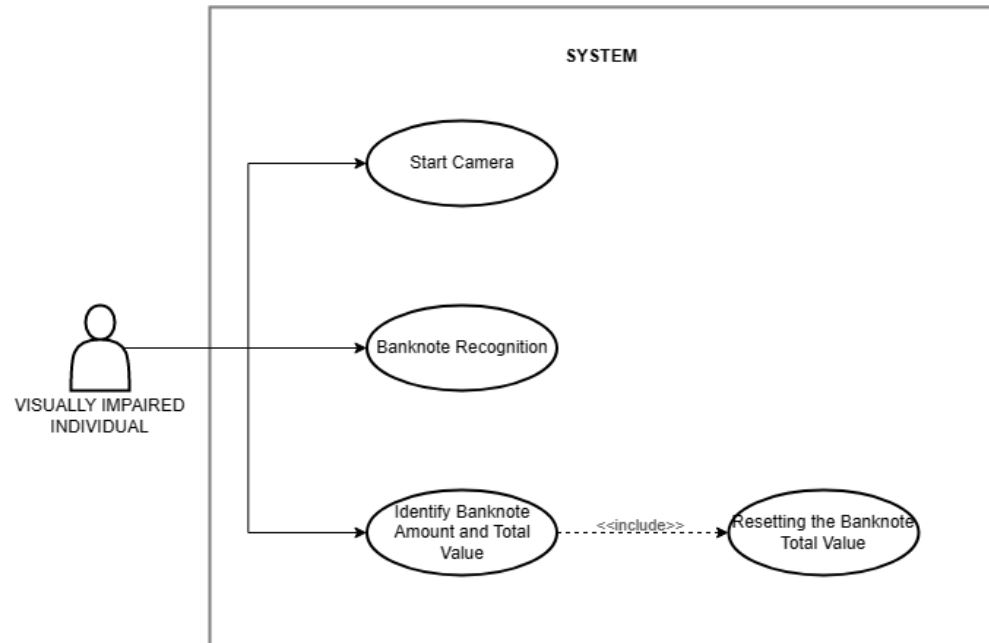 SYSTEM
Start Camera
Banknote Recognition
VISUALLY IMPAIRED
INDIVIDUAL
Identify Banknote
Amount and Total
Value
<<include>>
Resetting the Banknote
Total Value